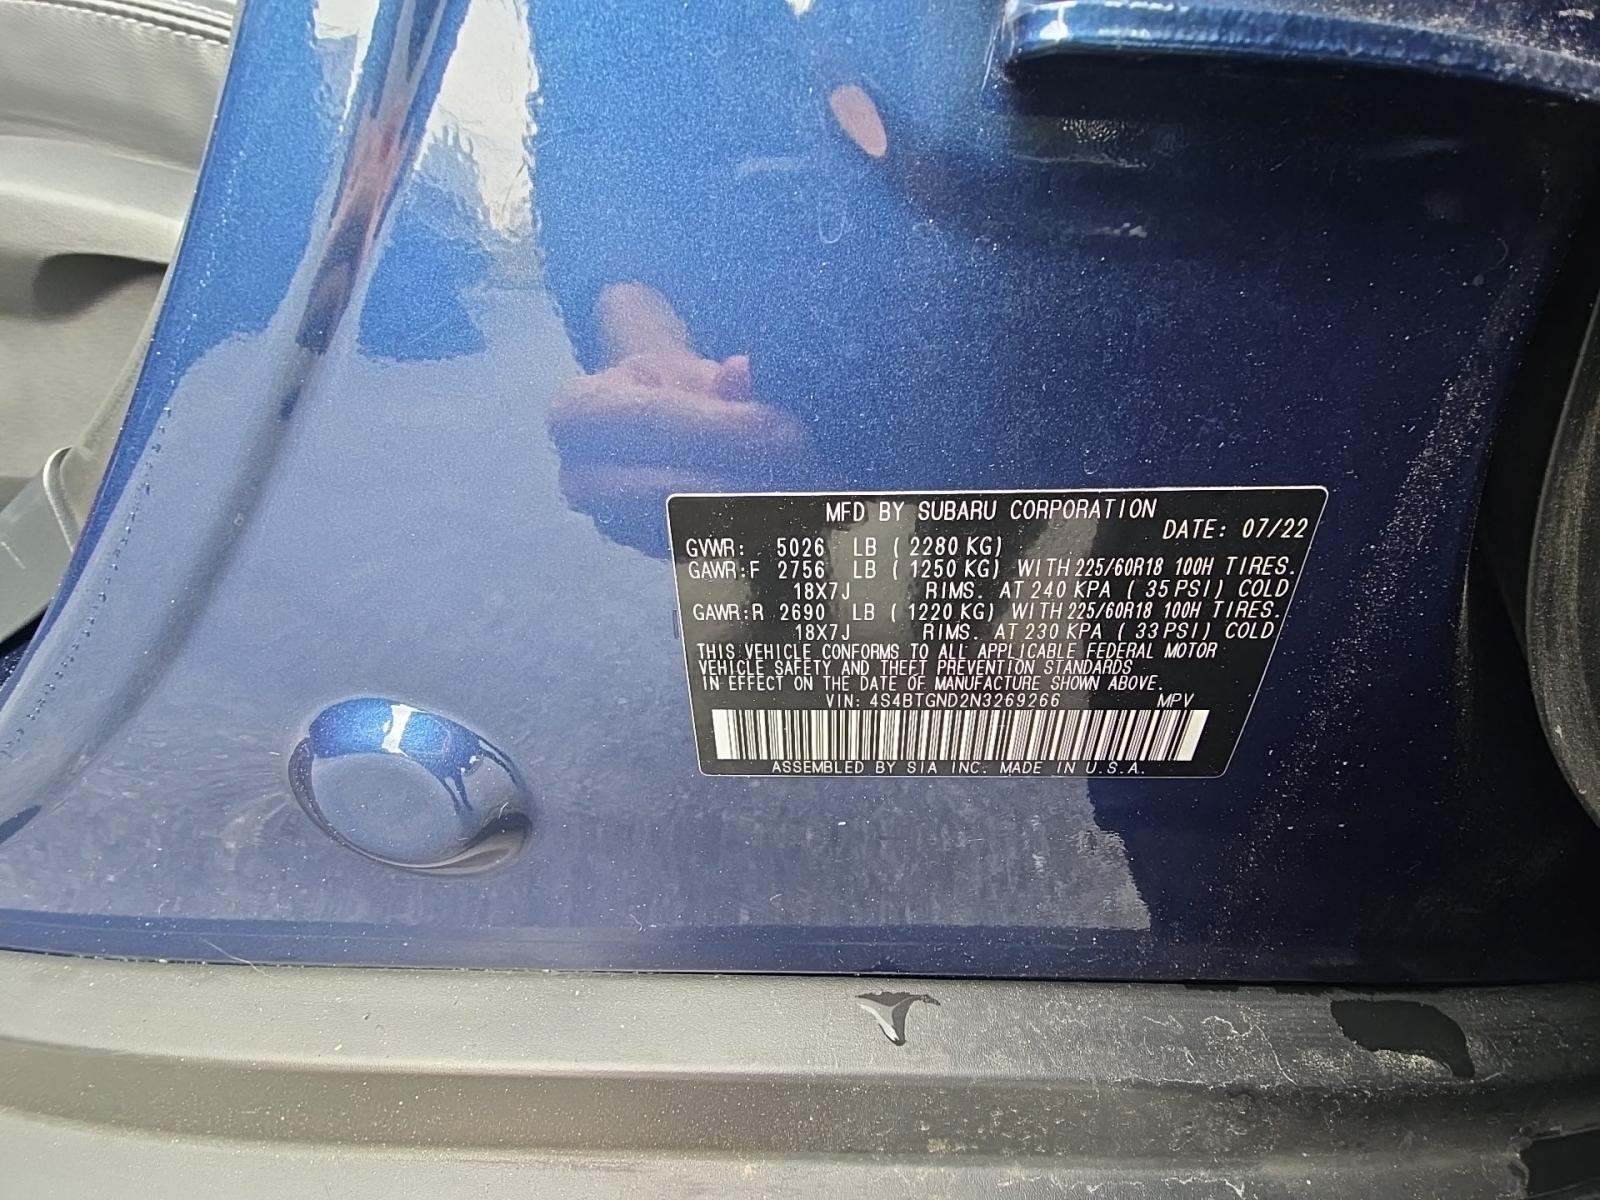 MFD BY SUBARU CORPORATION
DATE: 07/22
GVWR: 5026 LB ( 2280 KG)
GAWR:F 2756 LB ( 1250 KG) WITH 225/60R18 100H TIRES.
18X7J RIMS. AT 240 KPA ( 35 PSI) COLD
GAWR:R 2690 LB ( 1220 KG) WITH 225/60R18 100H TIRES.
18X7J RIMS. AT 230 KPA ( 33 PSI) COLD
THIS VEHICLE CONFORMS TO ALL APPLICABLE FEDERAL MOTOR
VEHICLE SAFETY AND THEFT PREVENTION STANDARDS
IN EFFECT ON THE DATE OF MANUFACTURE SHOWN ABOVE.
VIN: 4S4BTGND2N3269266 MPV
ASSEMBLED BY SIA INC. MADE IN U.S.A.